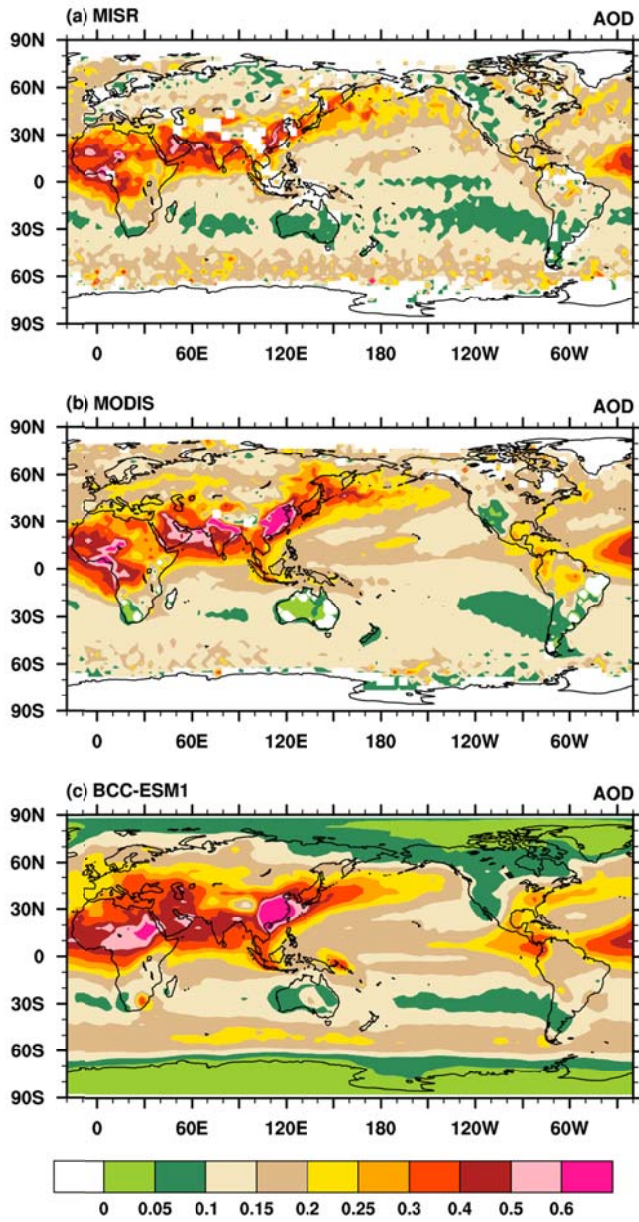 (a) MISR AOD
90N
60N
30N
0
30S
60S
90S
0 60E 120E 180 120W 60W
(b) MODIS AOD
90N
60N
30N
0
30S
60S
90S
0 60E 120E 180 120W 60W
(c) BCC-ESM1 AOD
90N
60N
30N
0
30S
60S
90S
0 60E 120E 180 120W 60W
0 0.05 0.1 0.15 0.2 0.25 0.3 0.4 0.5 0.6